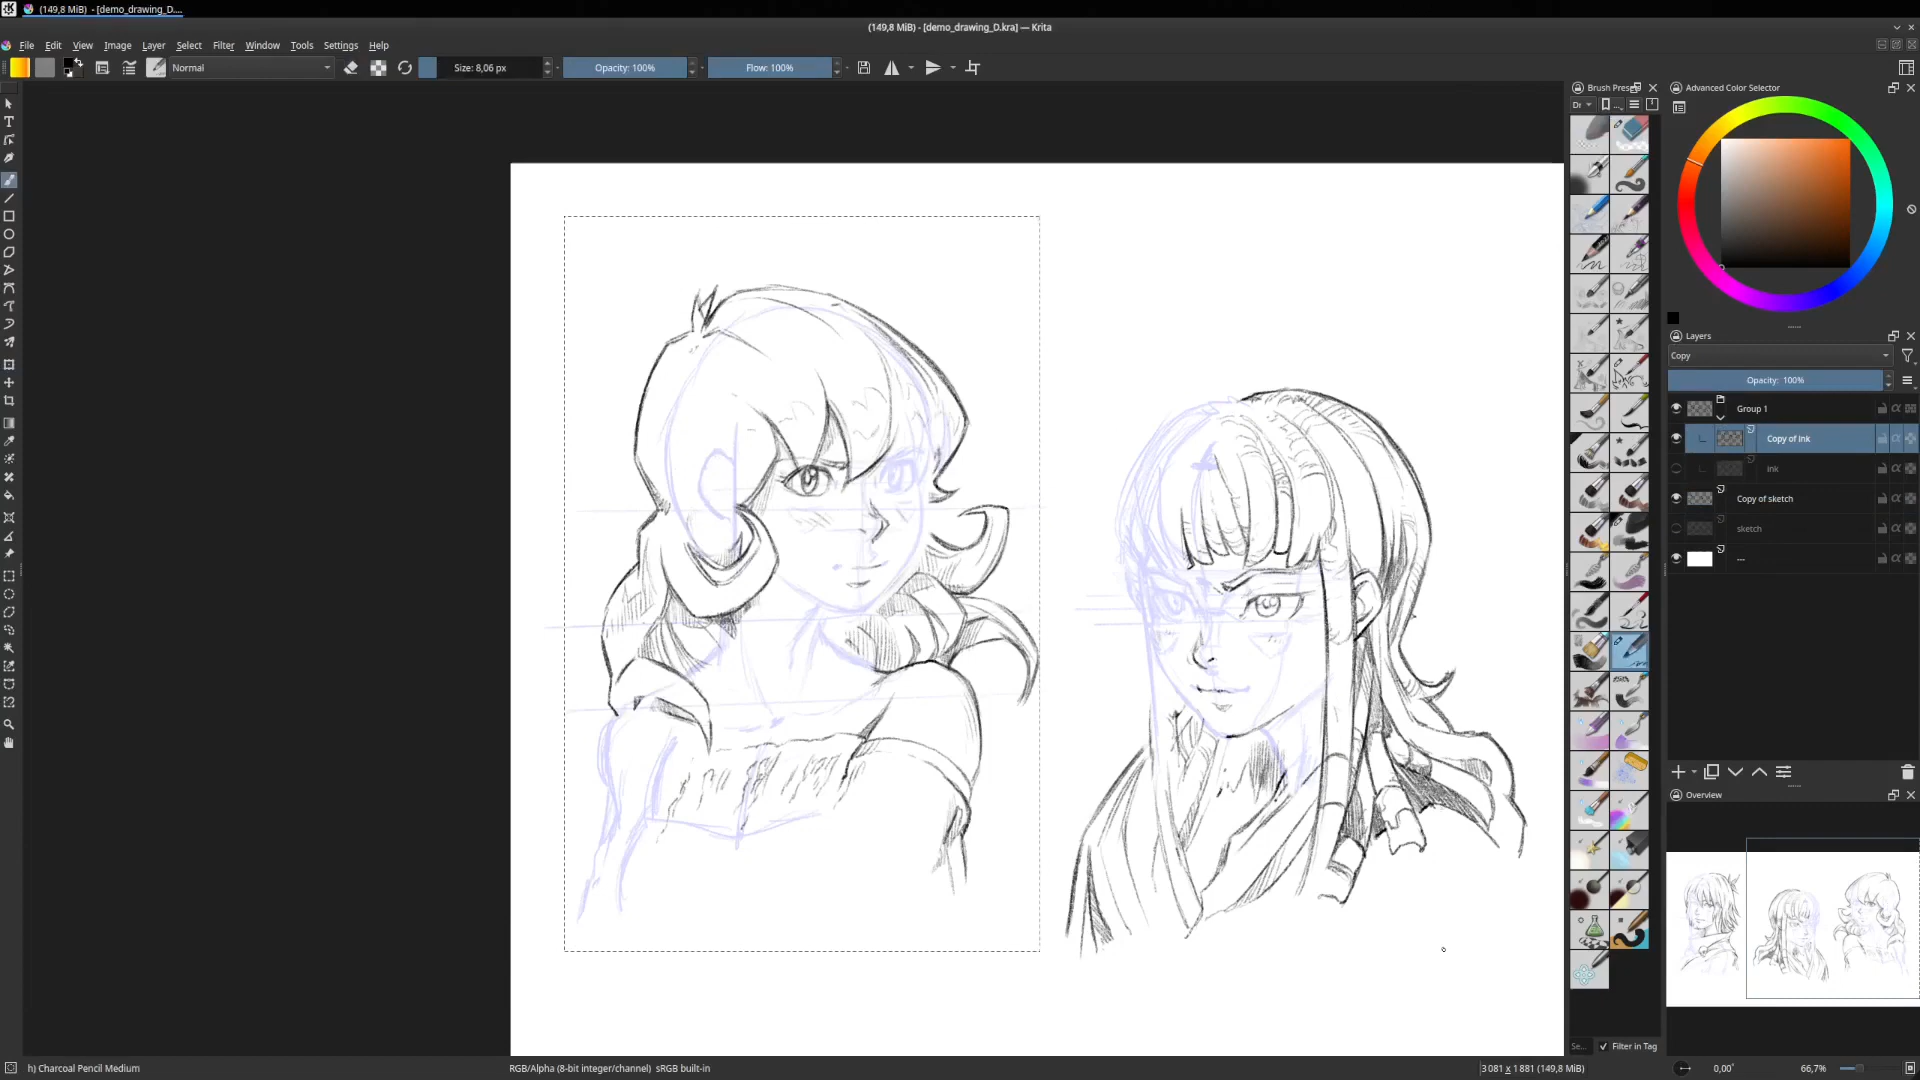 (149,8 MiB) - [demo_drawing_D....
(149,8 MiB) - [demo_drawing_D.kra] — Krita
File Edit View Image Layer Select Filter Window Tools Settings Help
Normal
Size: 8,06 px
Opacity: 100%
Flow: 100%
Brush Pres
Advanced Color Selector
Layers
Copy
Opacity: 100%
Group 1
Copy of ink
ink
Copy of sketch
sketch
---
Overview
Se...
Filter in Tag
h) Charcoal Pencil Medium
RGB/Alpha (8-bit integer/channel) sRGB built-in
3 081 x 1 881 (149,8 MiB)
0,00°
66,7%